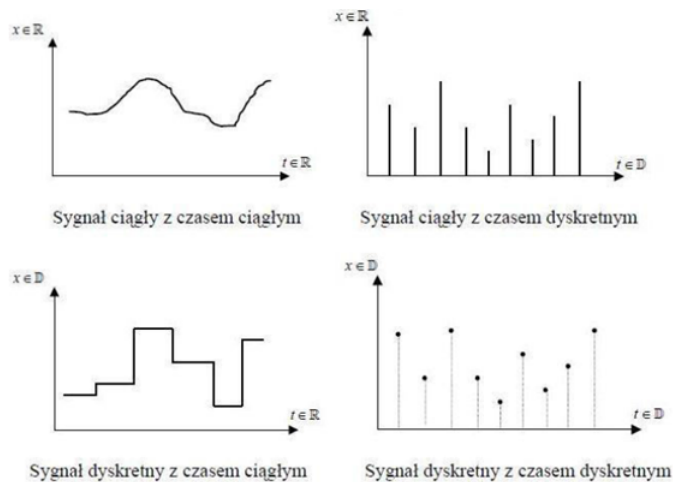 x∈ℝ
t∈ℝ
Sygnał ciągły z czasem ciągłym
x∈ℝ
t∈𝔻
Sygnał ciągły z czasem dyskretnym
x∈𝔻
t∈ℝ
Sygnał dyskretny z czasem ciągłym
x∈𝔻
t∈𝔻
Sygnał dyskretny z czasem dyskretnym